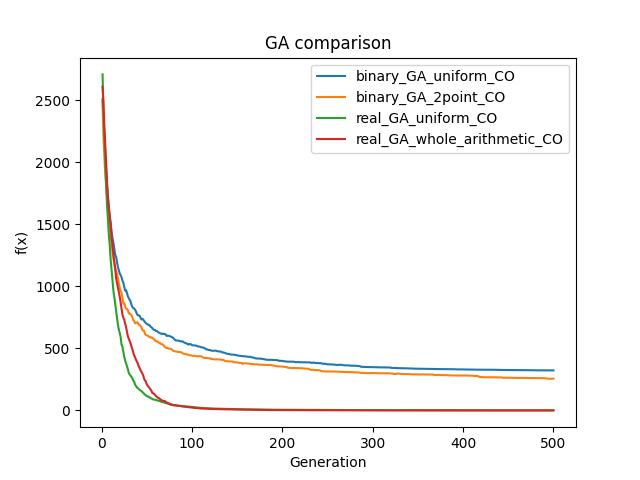 GA comparison
binary_GA_uniform_CO
binary_GA_2point_CO
real_GA_uniform_CO
real_GA_whole_arithmetic_CO
f(x)
2500
2000
1500
1000
500
0
0 100 200 300 400 500
Generation